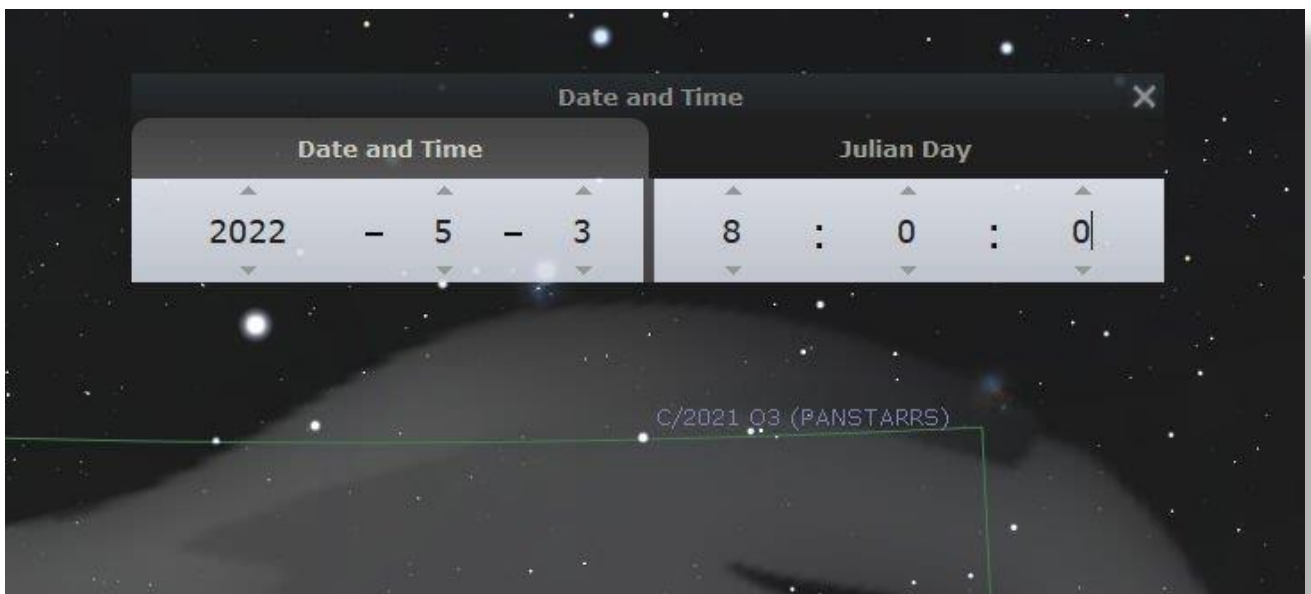 Date and Time
Date and Time Julian Day
2022 – 5 – 3 8 : 0 : 0
C/2021 O3 (PANSTARRS)